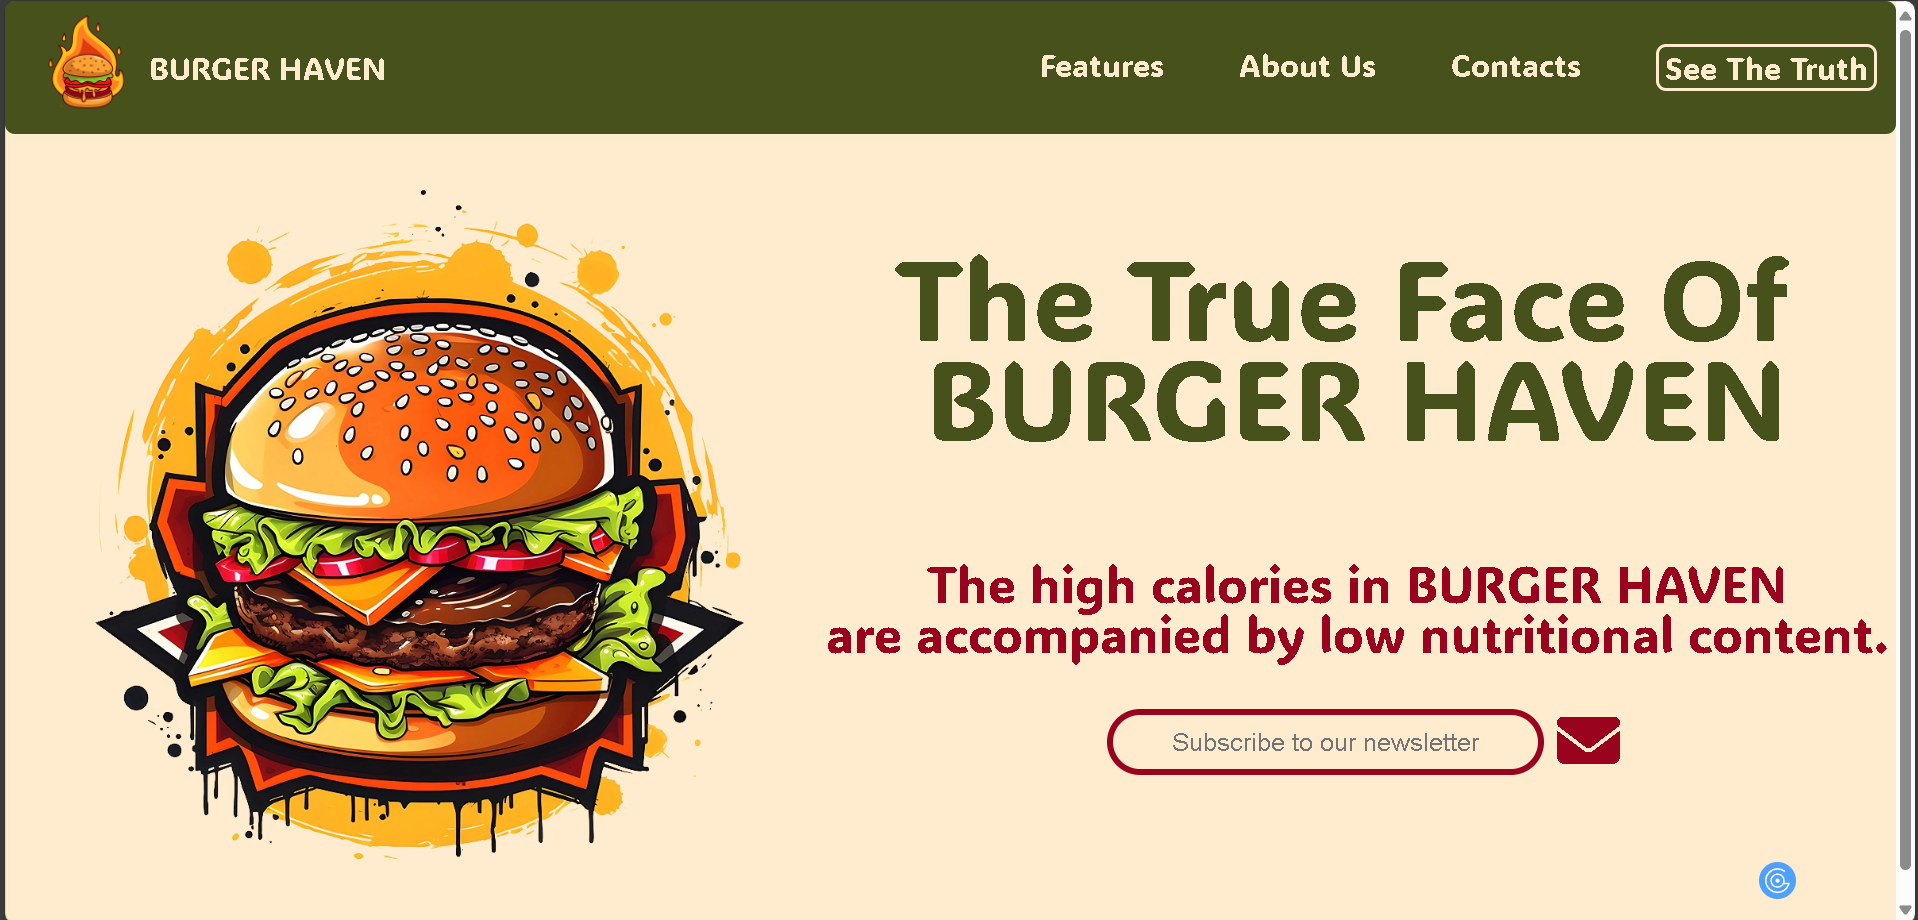 BURGER HAVEN
Features
About Us
Contacts
See The Truth
The True Face Of
BURGER HAVEN
The high calories in BURGER HAVEN
are accompanied by low nutritional content.
Subscribe to our newsletter